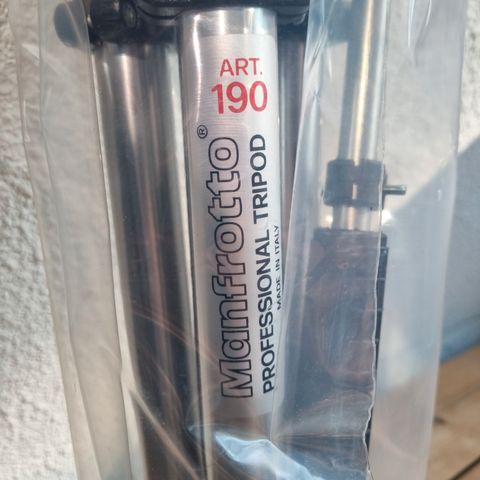 ART.
190
Manfrotto®
PROFESSIONAL TRIPOD
MADE IN ITALY